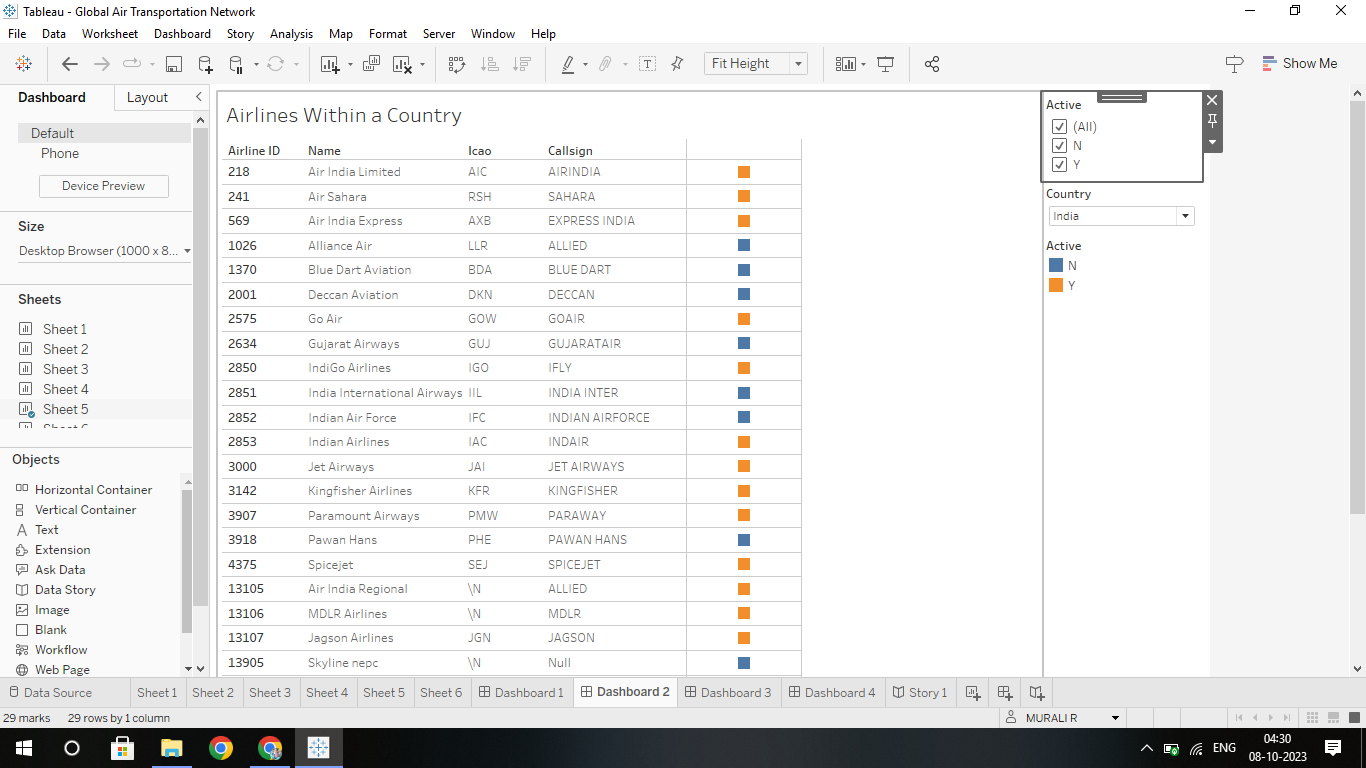 Tableau - Global Air Transportation Network
File Data Worksheet Dashboard Story Analysis Map Format Server Window Help
Fit Height
Show Me
Dashboard Layout
Default
Phone
Device Preview
Size
Desktop Browser (1000 x 8...
Sheets
Sheet 1
Sheet 2
Sheet 3
Sheet 4
Sheet 5
Objects
Horizontal Container
Vertical Container
Text
Extension
Ask Data
Data Story
Image
Blank
Workflow
Web Page
Airlines Within a Country
Airline ID Name Icao Callsign
218 Air India Limited AIC AIRINDIA
241 Air Sahara RSH SAHARA
569 Air India Express AXB EXPRESS INDIA
1026 Alliance Air LLR ALLIED
1370 Blue Dart Aviation BDA BLUE DART
2001 Deccan Aviation DKN DECCAN
2575 Go Air GOW GOAIR
2634 Gujarat Airways GUJ GUJARATAIR
2850 IndiGo Airlines IGO IFLY
2851 India International Airways IIL INDIA INTER
2852 Indian Air Force IFC INDIAN AIRFORCE
2853 Indian Airlines IAC INDAIR
3000 Jet Airways JAI JET AIRWAYS
3142 Kingfisher Airlines KFR KINGFISHER
3907 Paramount Airways PMW PARAWAY
3918 Pawan Hans PHE PAWAN HANS
4375 Spicejet SEJ SPICEJET
13105 Air India Regional \N ALLIED
13106 MDLR Airlines \N MDLR
13107 Jagson Airlines JGN JAGSON
13905 Skyline nepc \N Null
Active
(All)
N
Y
Country
India
Active
N
Y
Data Source Sheet 1 Sheet 2 Sheet 3 Sheet 4 Sheet 5 Sheet 6 Dashboard 1 Dashboard 2 Dashboard 3 Dashboard 4 Story 1
29 marks 29 rows by 1 column MURALI R
ENG
04:30
08-10-2023